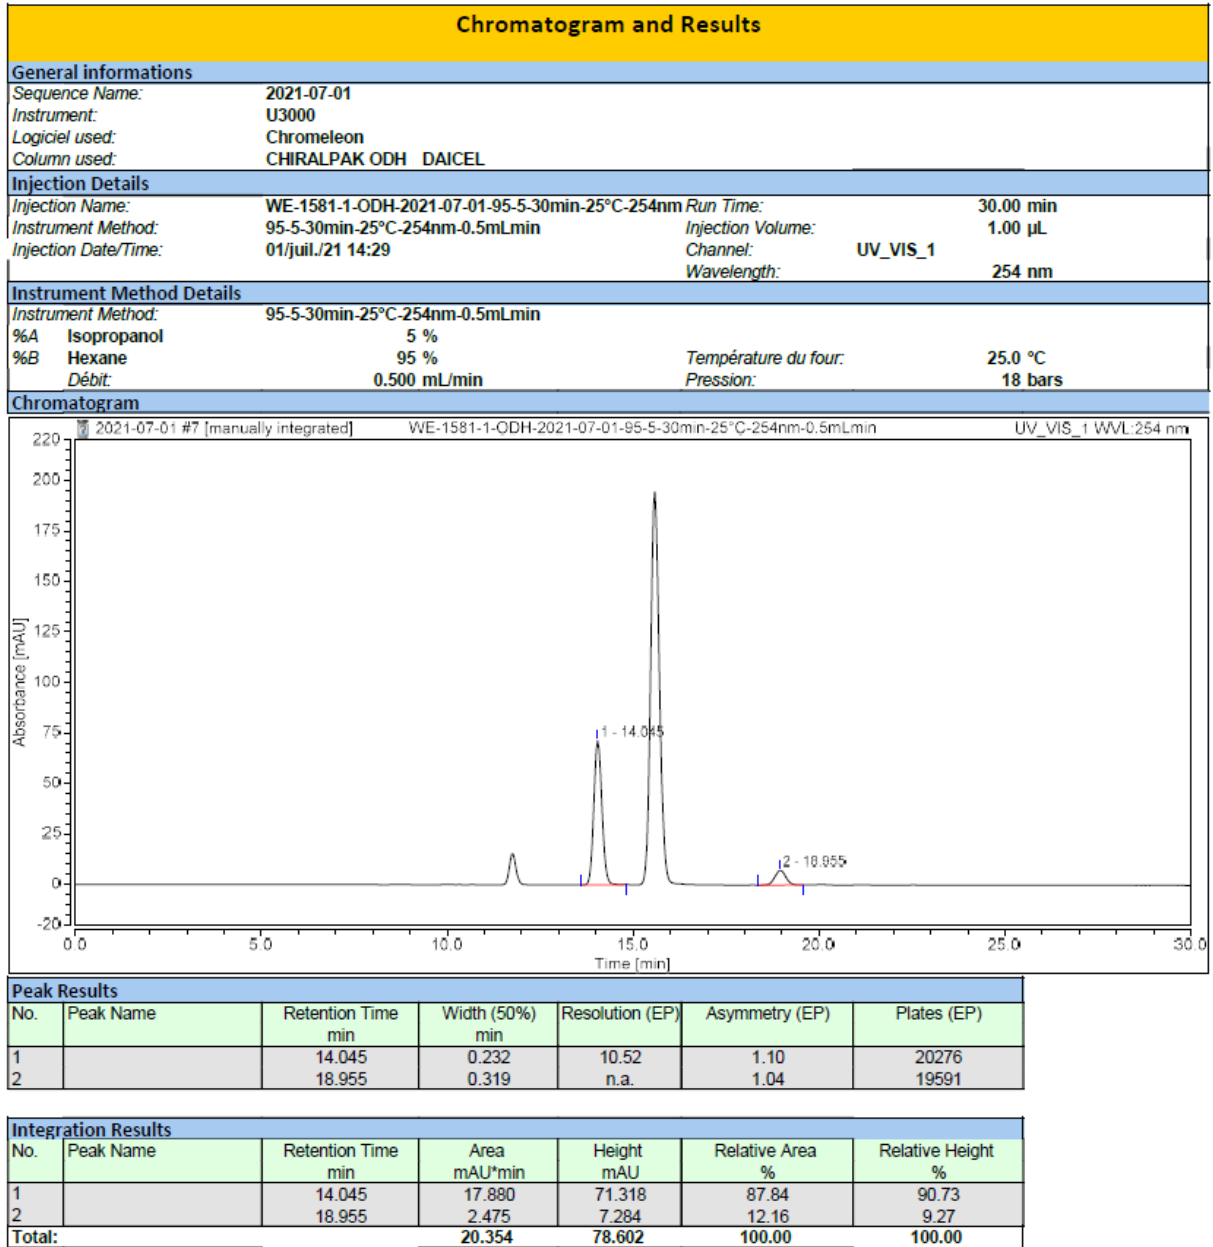 Chromatogram and Results
General informations
Sequence Name: 2021-07-01
Instrument: U3000
Logiciel used: Chromeleon
Column used: CHIRALPAK ODH DAICEL
Injection Details
Injection Name: WE-1581-1-ODH-2021-07-01-95-5-30min-25°C-254nm Run Time: 30.00 min
Instrument Method: 95-5-30min-25°C-254nm-0.5mLmin Injection Volume: 1.00 µL
Injection Date/Time: 01/juil./21 14:29 Channel: UV_VIS_1
Wavelength: 254 nm
Instrument Method Details
Instrument Method: 95-5-30min-25°C-254nm-0.5mLmin
%A Isopropanol 5 %
%B Hexane 95 % Température du four: 25.0 °C
Débit: 0.500 mL/min Pression: 18 bars
Chromatogram
2021-07-01 #7 [manually integrated] WE-1581-1-ODH-2021-07-01-95-5-30min-25°C-254nm-0.5mLmin UV_VIS_1 WVL:254 nm
220
200
175
150
125
100
75
50
25
0
-20
Absorbance [mAU]
1 - 14.045
2 - 18.955
0.0 5.0 10.0 15.0 20.0 25.0 30.0
Time [min]
Peak Results
No. Peak Name Retention Time Width (50%) Resolution (EP) Asymmetry (EP) Plates (EP)
min min
1 14.045 0.232 10.52 1.10 20276
2 18.955 0.319 n.a. 1.04 19591
Integration Results
No. Peak Name Retention Time Area Height Relative Area Relative Height
min mAU*min mAU % %
1 14.045 17.880 71.318 87.84 90.73
2 18.955 2.475 7.284 12.16 9.27
Total: 20.354 78.602 100.00 100.00